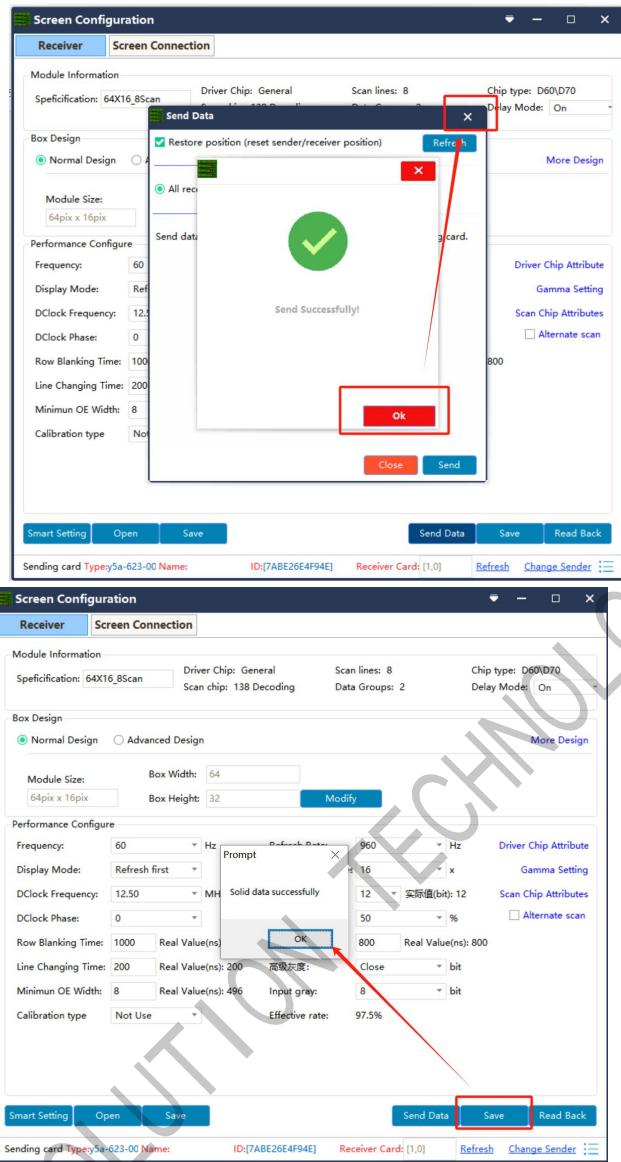 Screen Configuration
Receiver Screen Connection
Module Information
Speficification: 64X16_8Scan Driver Chip: General Scan lines: 8 Chip type: D60\D70
Delay Mode: On
Send Data
Restore position (reset sender/receiver position) Refresh
Box Design
Normal Design More Design
All rece
Module Size:
64pix x 16pix
Send data g card.
Performance Configure
Frequency: 60 Driver Chip Attribute
Display Mode: Ref Gamma Setting
Send Successfully!
DClock Frequency: 12.5 Scan Chip Attributes
DClock Phase: 0 Alternate scan
Row Blanking Time: 1000 800
Line Changing Time: 200
Minimun OE Width: 8
Ok
Calibration type Not
Close Send
Smart Setting Open Save Send Data Save Read Back
Sending card Type:y5a-623-00 Name: ID:[7ABE26E4F94E] Receiver Card: [1,0] Refresh Change Sender
Screen Configuration
Receiver Screen Connection
Module Information
Speficification: 64X16_8Scan Driver Chip: General Scan lines: 8 Chip type: D60\D70
Scan chip: 138 Decoding Data Groups: 2 Delay Mode: On
Box Design
Normal Design Advanced Design More Design
Module Size: Box Width: 64
64pix x 16pix Box Height: 32 Modify
Performance Configure
Frequency: 60 Hz Refresh Rate: 960 Hz Driver Chip Attribute
Prompt
Display Mode: Refresh first 16 x Gamma Setting
Solid data successfully
DClock Frequency: 12.50 MH 12 实际值(bit): 12 Scan Chip Attributes
DClock Phase: 0 50 % Alternate scan
OK
Row Blanking Time: 1000 Real Value(ns) 800 Real Value(ns): 800
Line Changing Time: 200 Real Value(ns): 200 高级灰度: Close bit
Minimun OE Width: 8 Real Value(ns): 496 Input gray: 8 bit
Calibration type Not Use Effective rate: 97.5%
Smart Setting Open Save Send Data Save Read Back
Sending card Type:y5a-623-00 Name: ID:[7ABE26E4F94E] Receiver Card: [1,0] Refresh Change Sender